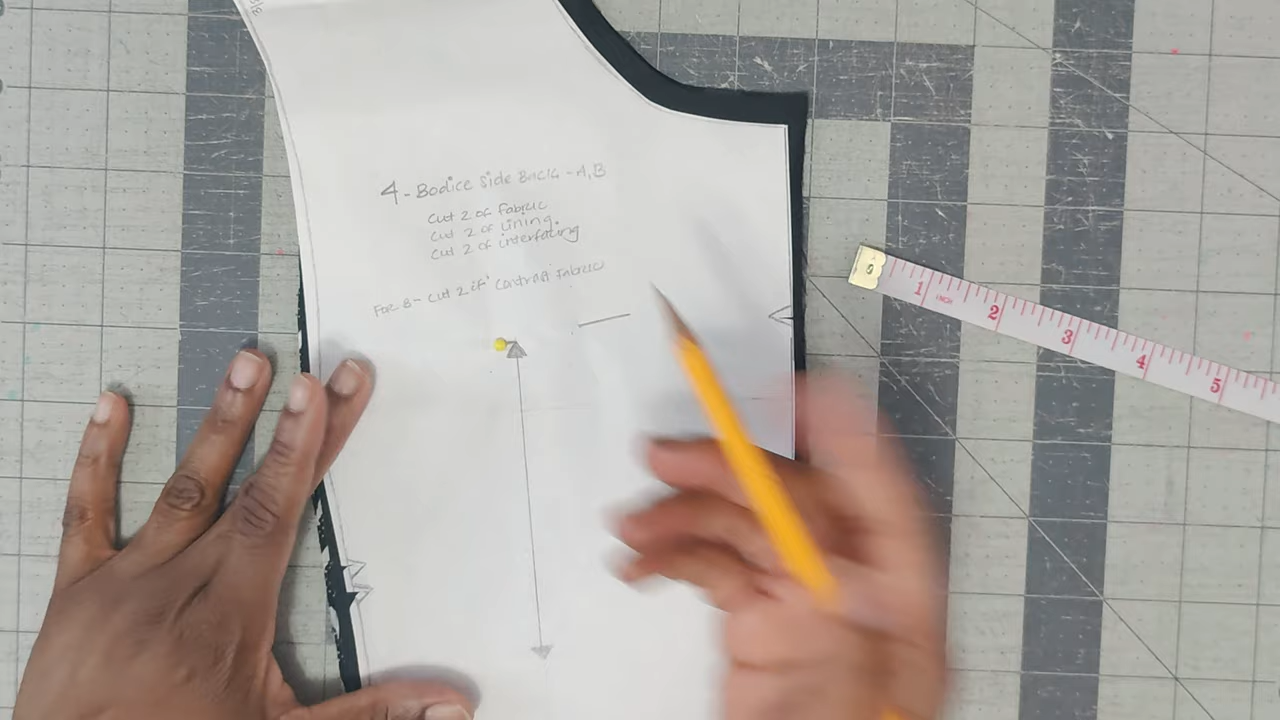 4 - Bodice Side Back - A, B
Cut 2 of Fabric
Cut 2 of Lining
Cut 2 of interfacing
For B - Cut 2 of Contrast Fabric
1 INCH 2 3 4 5